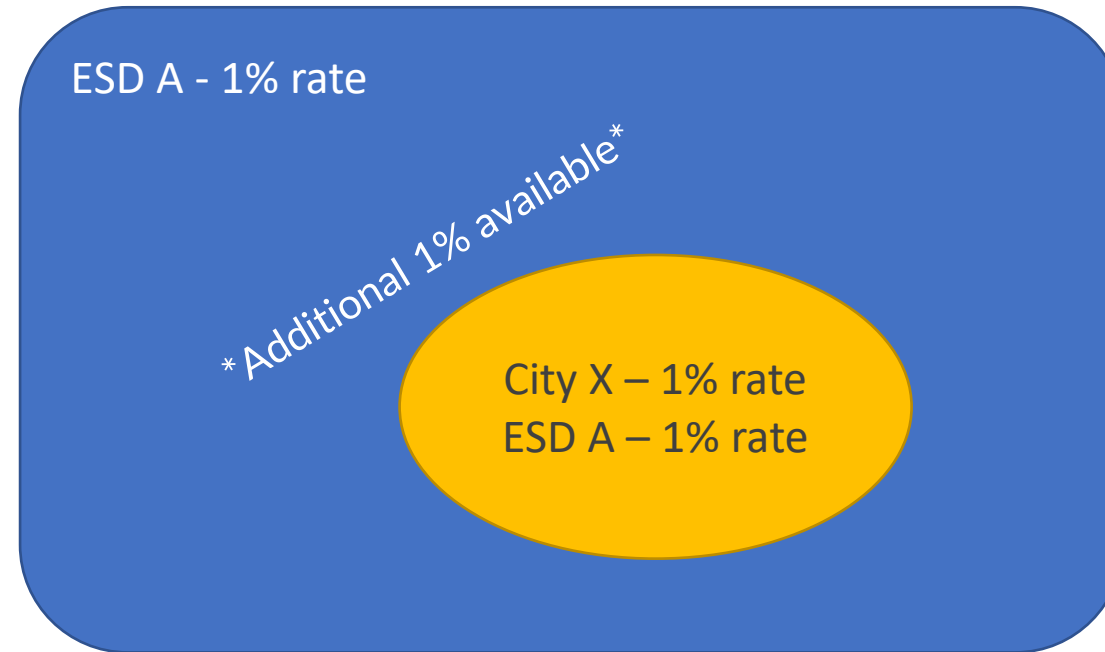 ESD A - 1% rate
*Additional 1% available*
City X – 1% rate
ESD A – 1% rate